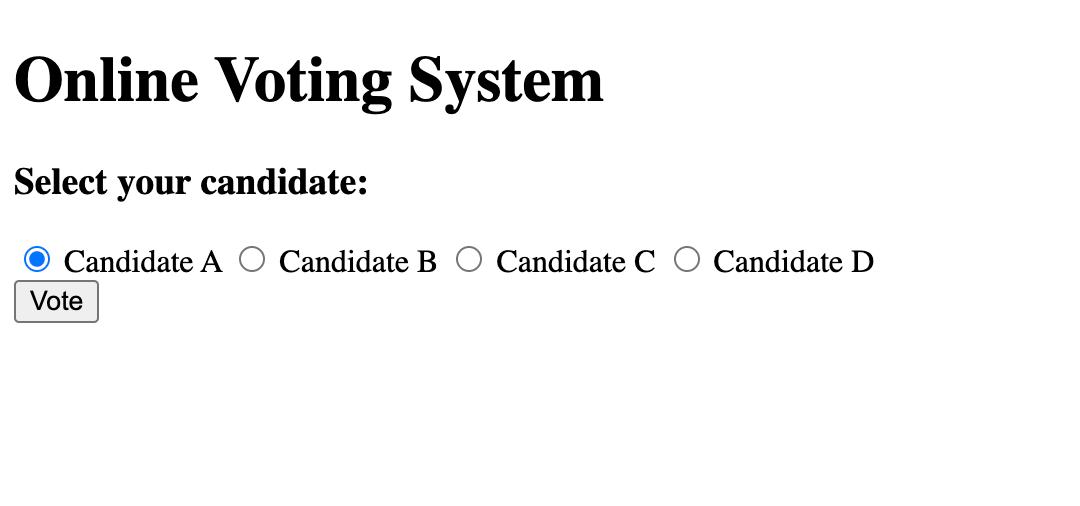 Online Voting System
Select your candidate:
Candidate A Candidate B Candidate C Candidate D
Vote